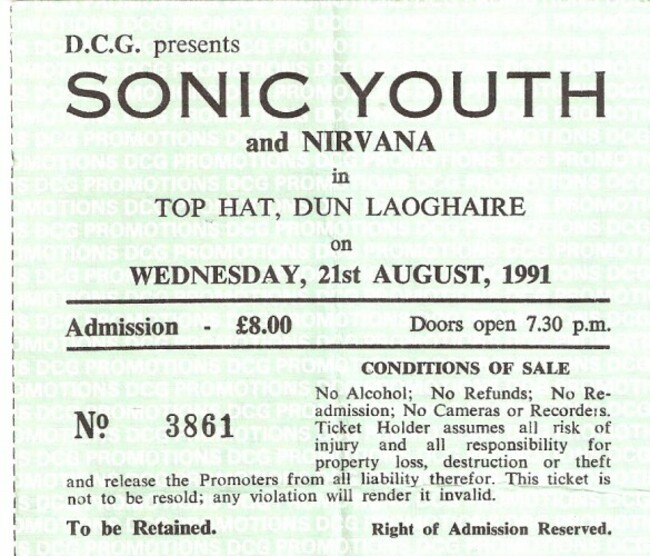 D.C.G. presents
SONIC YOUTH
and NIRVANA
in
TOP HAT, DUN LAOGHAIRE
on
WEDNESDAY, 21st AUGUST, 1991
Admission - £8.00 Doors open 7.30 p.m.
CONDITIONS OF SALE
No Alcohol; No Refunds; No Re-
admission; No Cameras or Recorders.
Ticket Holder assumes all risk of
injury and all responsibility for
property loss, destruction or theft
and release the Promoters from all liability therefor. This ticket is
not to be resold; any violation will render it invalid.
Nº 3861
To be Retained. Right of Admission Reserved.